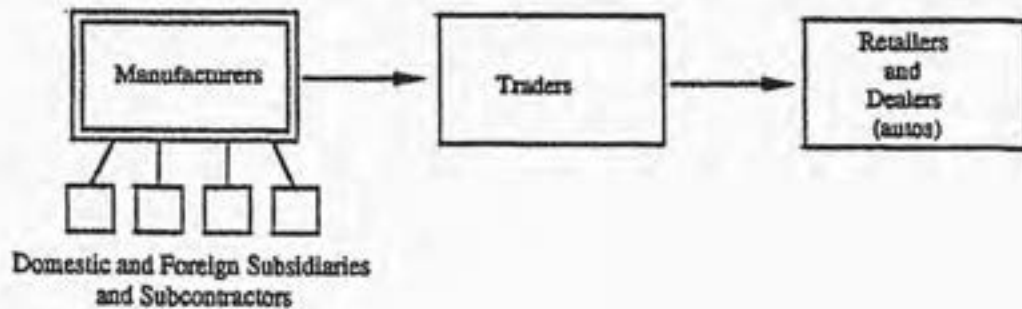 Manufacturers
Traders
Retailers
and
Dealers
(autos)
Domestic and Foreign Subsidiaries
and Subcontractors